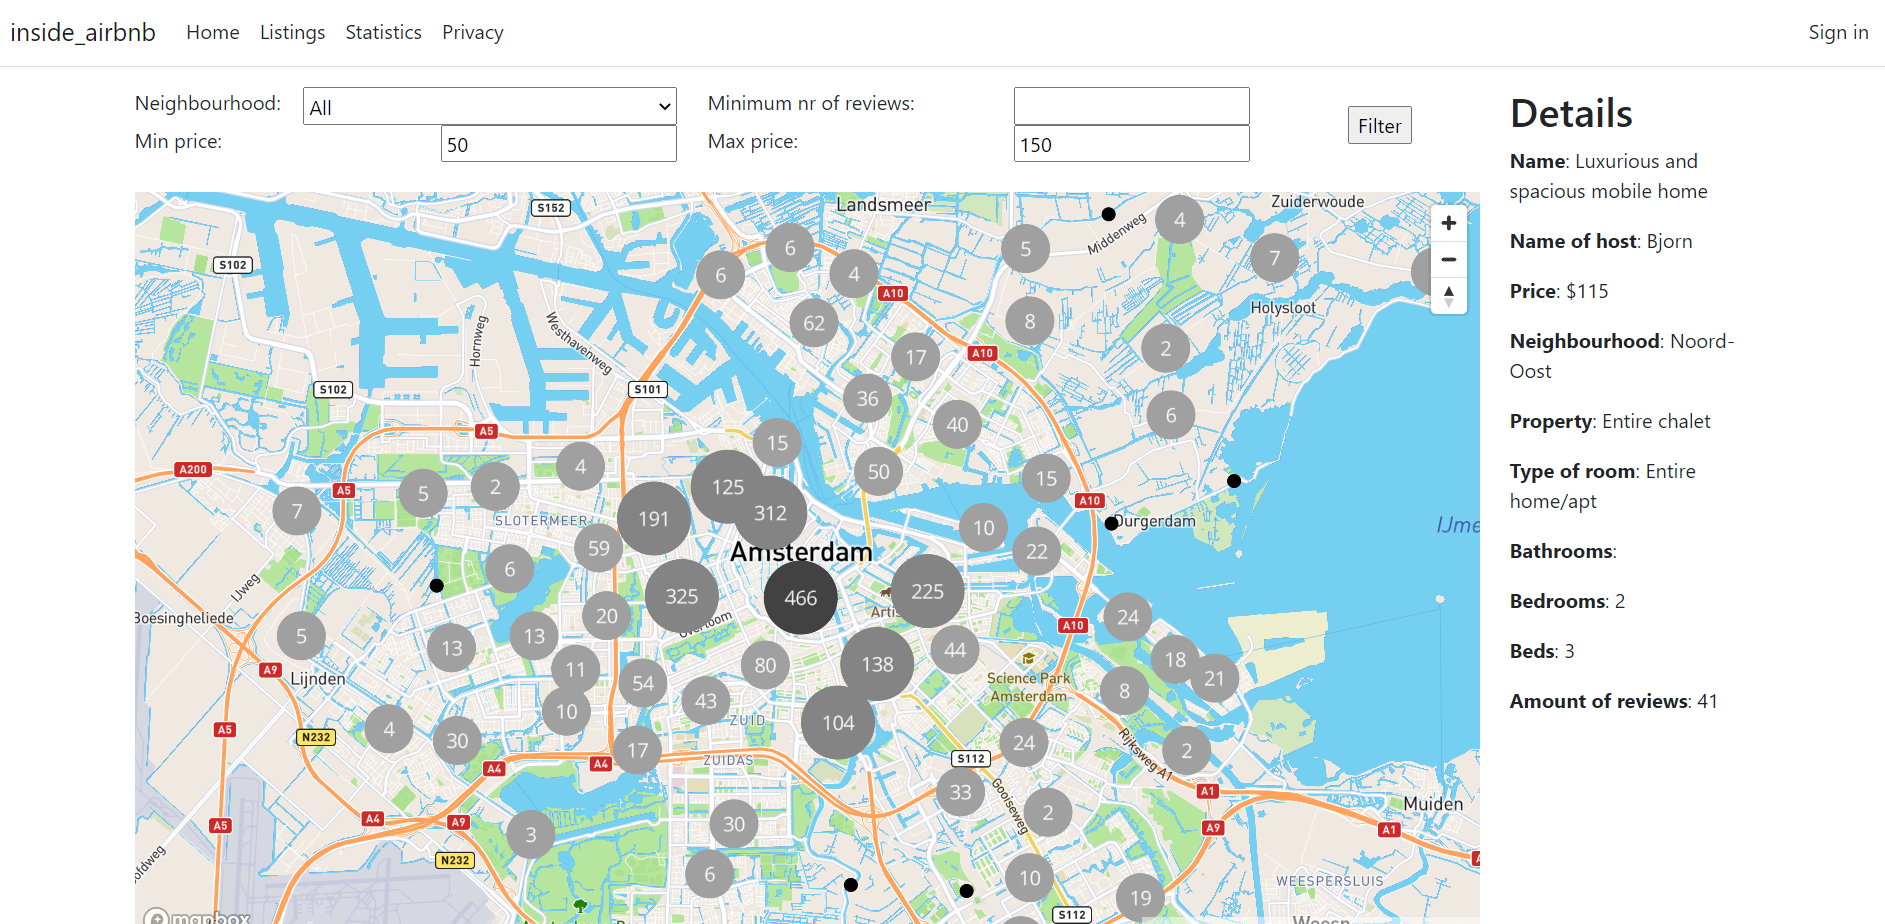 inside_airbnb Home Listings Statistics Privacy Sign in
Neighbourhood: All Minimum nr of reviews:
Min price: 50 Max price: 150
Filter
Details
Name: Luxurious and
spacious mobile home
Name of host: Bjorn
Price: $115
Neighbourhood: Noord-
Oost
Property: Entire chalet
Type of room: Entire
home/apt
Bathrooms:
Bedrooms: 2
Beds: 3
Amount of reviews: 41
Landsmeer
Zuiderwoude
S152
4
Middenweg
6
5
7
S102
6
4
A10
Holysloot
8
62
Hornweg
Westhavenweg
2
17
A10
S102
S101
36
6
40
A5
15
A200
4
50
15
5
2
125
A5
A10
7
191
312
SLOTERMEER
10
Durgerdam
IJme
59
Amsterdam
22
6
IJweg
325
466
225
Arti
Boesingheliede
20
24
Overtoom
A10
5
13
13
44
80
138
18
A9
11
Science Park
Amsterdam
Lijnden
54
21
8
10
43
ZUID
104
4
A5
N232
30
17
24
Rijksweg A1
2
ZUIDAS
S112
A4
A4
33
Gooiseweg
A1
Muiden
2
A4
A9
A5
30
A9
A1
3
N232
6
10
WEESPERSLUIS
19
S112
mapbox
Weesp